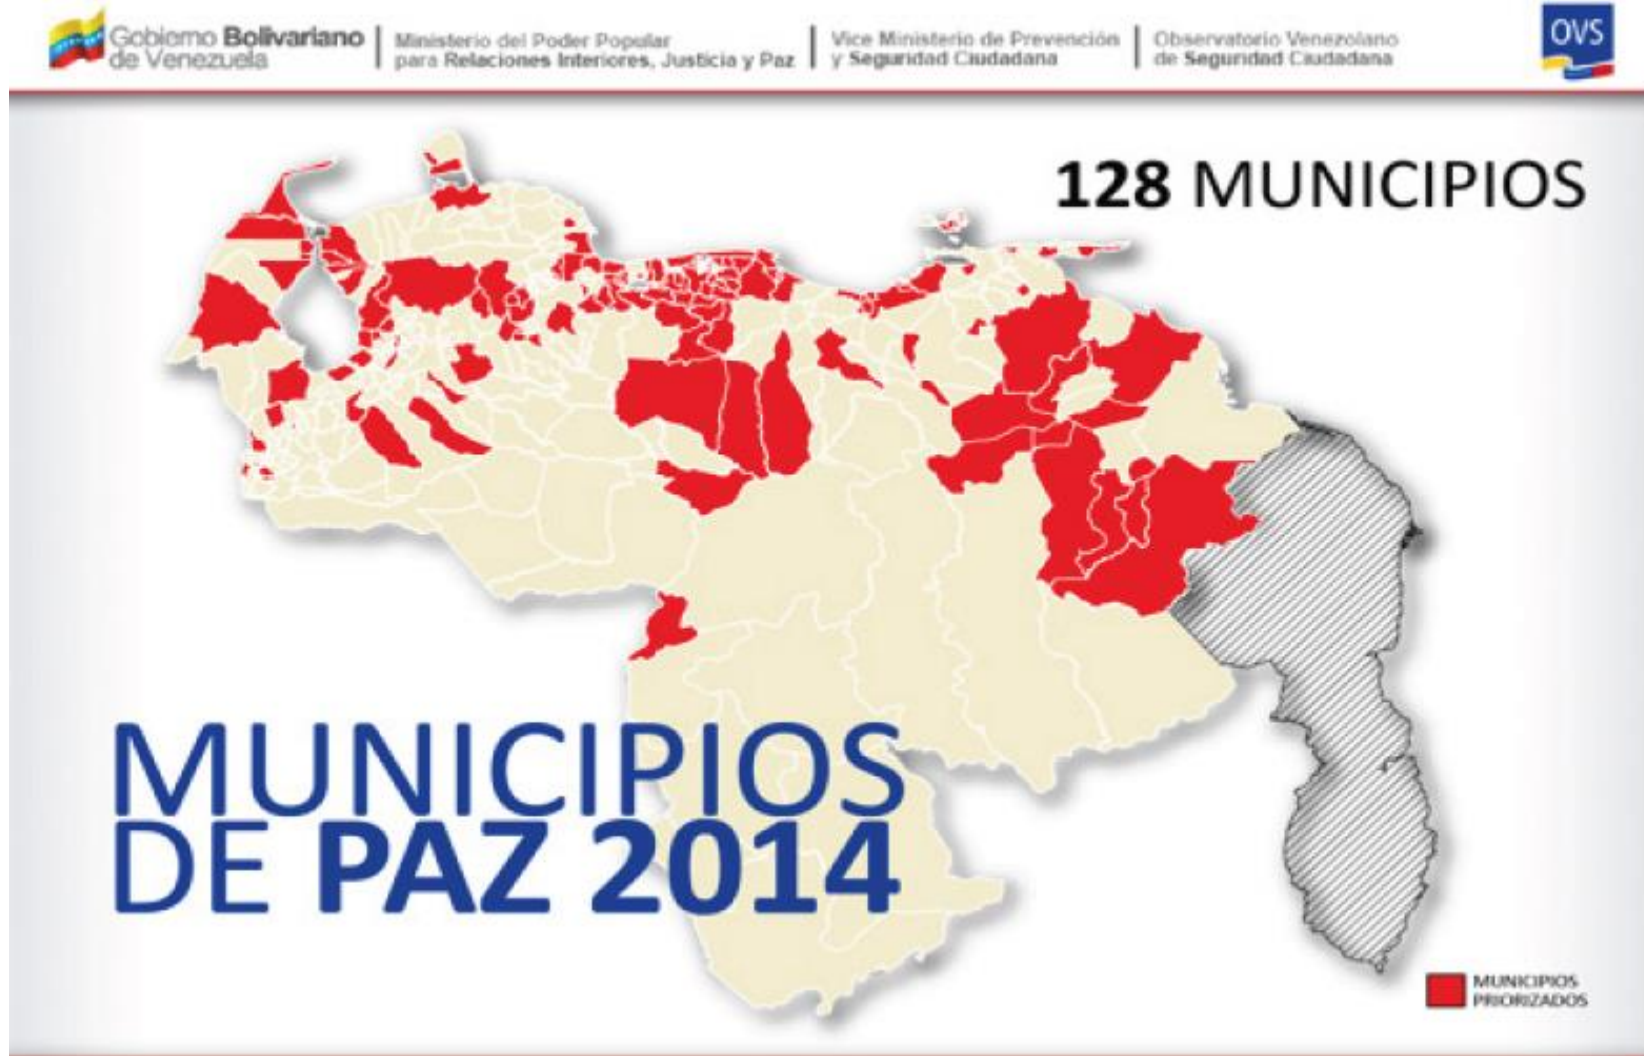 Gobierno Bolivariano
de Venezuela
Ministerio del Poder Popular
para Relaciones Interiores, Justicia y Paz
Vice Ministerio de Prevención
y Seguridad Ciudadana
Observatorio Venezolano
de Seguridad Ciudadana
OVS
128 MUNICIPIOS
MUNICIPIOS
DE PAZ 2014
MUNICIPIOS
PRIORIZADOS